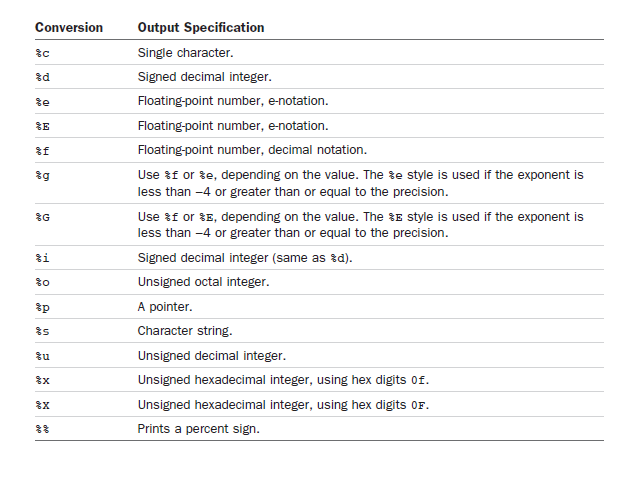 Conversion Output Specification
%c Single character.
%d Signed decimal integer.
%e Floating-point number, e-notation.
%E Floating-point number, e-notation.
%f Floating-point number, decimal notation.
%g Use %f or %e, depending on the value. The %e style is used if the exponent is
less than −4 or greater than or equal to the precision.
%G Use %f or %E, depending on the value. The %E style is used if the exponent is
less than −4 or greater than or equal to the precision.
%i Signed decimal integer (same as %d).
%o Unsigned octal integer.
%p A pointer.
%s Character string.
%u Unsigned decimal integer.
%x Unsigned hexadecimal integer, using hex digits 0f.
%X Unsigned hexadecimal integer, using hex digits 0F.
%% Prints a percent sign.